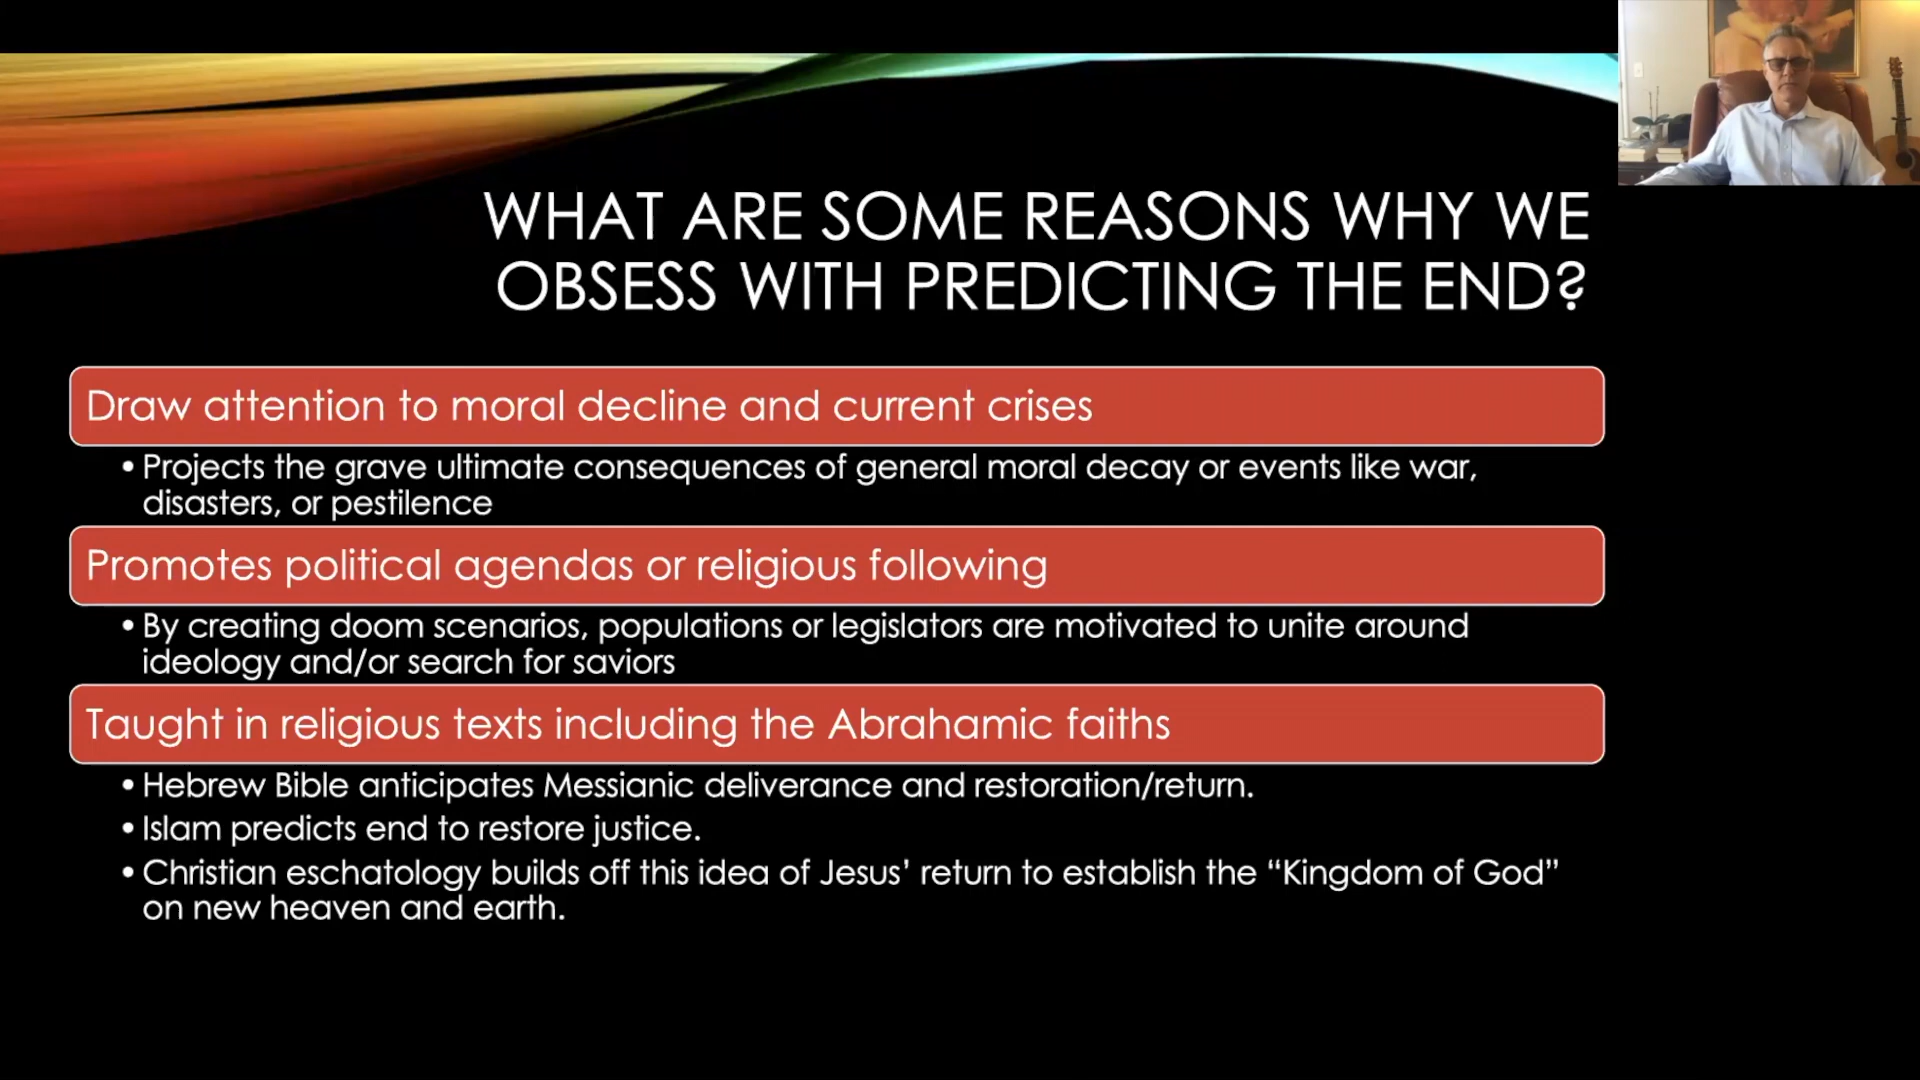 WHAT ARE SOME REASONS WHY WE
OBSESS WITH PREDICTING THE END?
Draw attention to moral decline and current crises
• Projects the grave ultimate consequences of general moral decay or events like war,
disasters, or pestilence
Promotes political agendas or religious following
• By creating doom scenarios, populations or legislators are motivated to unite around
ideology and/or search for saviors
Taught in religious texts including the Abrahamic faiths
• Hebrew Bible anticipates Messianic deliverance and restoration/return.
• Islam predicts end to restore justice.
• Christian eschatology builds off this idea of Jesus’ return to establish the “Kingdom of God”
on new heaven and earth.